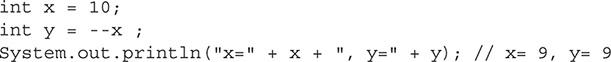 int x = 10;
int y = --x ;
System.out.println("x=" + x + ", y=" + y); // x= 9, y= 9